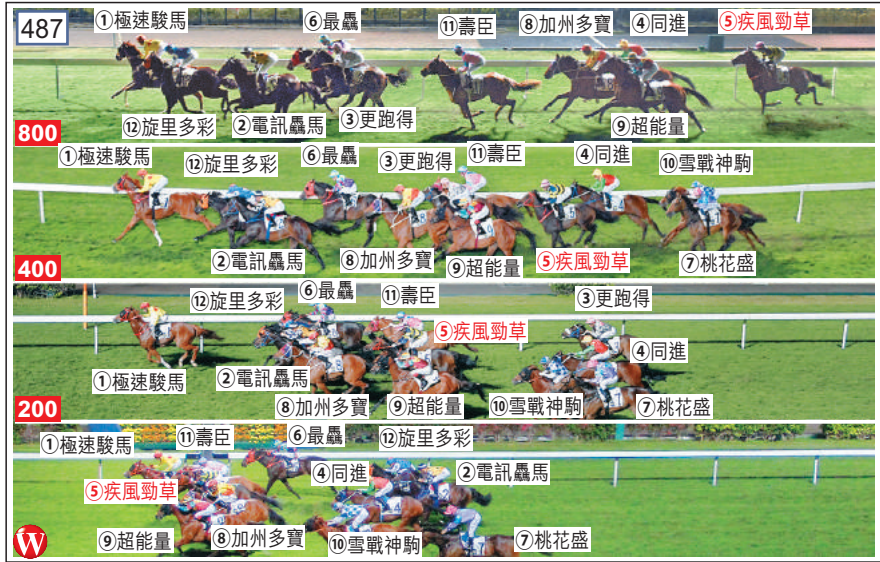 487
①極速駿馬 ⑥最驫 ⑪壽臣 ⑧加州多寶 ④同進 ⑤疾風勁草
⑫旋里多彩 ②電訊驫馬 ③更跑得 ⑨超能量
800
①極速駿馬 ⑫旋里多彩 ⑥最驫 ③更跑得 ⑪壽臣 ④同進 ⑩雪戰神駒
②電訊驫馬 ⑧加州多寶 ⑨超能量 ⑤疾風勁草 ⑦桃花盛
400
⑫旋里多彩 ⑥最驫 ⑪壽臣 ⑤疾風勁草 ③更跑得
①極速駿馬 ②電訊驫馬 ⑧加州多寶 ⑨超能量 ⑩雪戰神駒 ④同進 ⑦桃花盛
200
①極速駿馬 ⑪壽臣 ⑥最驫 ⑫旋里多彩
⑤疾風勁草 ④同進 ②電訊驫馬
⑨超能量 ⑧加州多寶 ⑩雪戰神駒 ⑦桃花盛
W